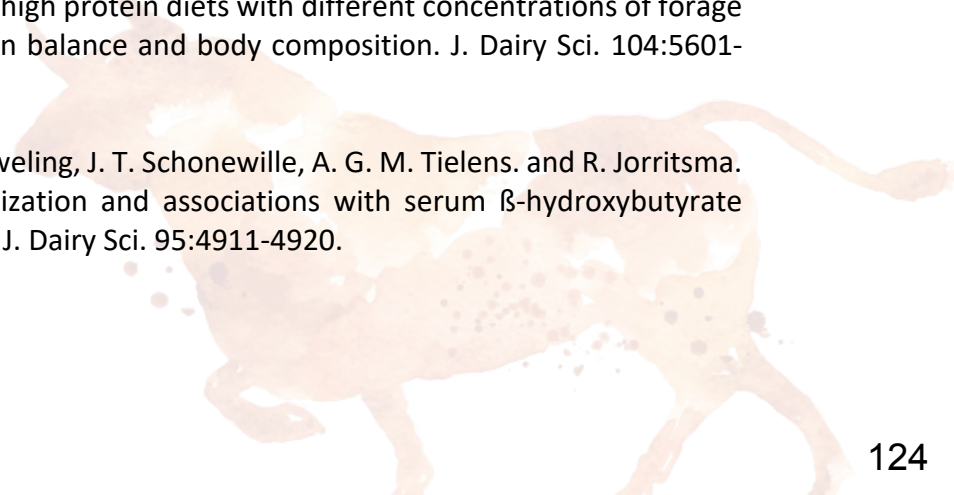 high protein diets with different concentrations of forage
n balance and body composition. J. Dairy Sci. 104:5601-
weling, J. T. Schonewille, A. G. M. Tielens. and R. Jorritsma.
ization and associations with serum ß-hydroxybutyrate
J. Dairy Sci. 95:4911-4920.
124